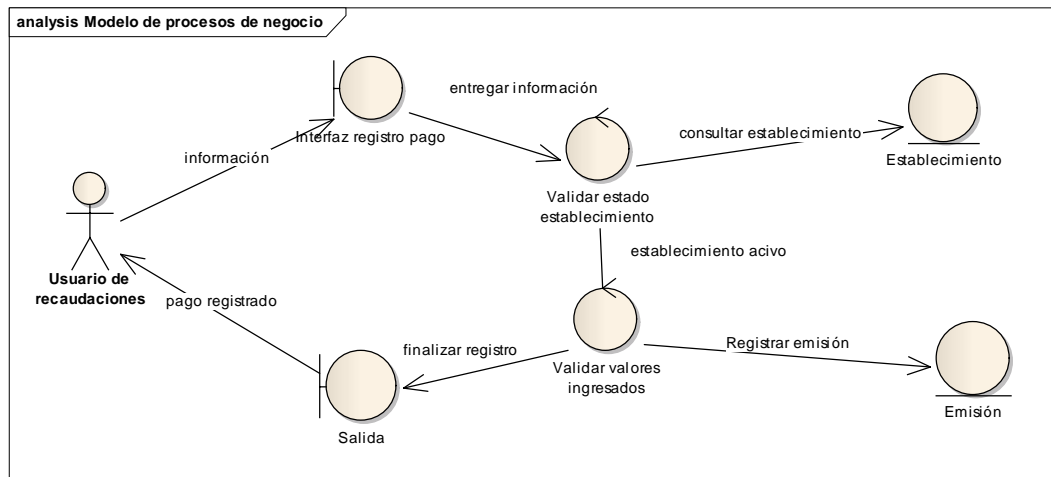 analysis Modelo de procesos de negocio
entregar información
Interfaz registro pago
consultar establecimiento
Establecimiento
información
Validar estado
establecimiento
establecimiento acivo
Usuario de
recaudaciones
pago registrado
finalizar registro
Registrar emisión
Validar valores
ingresados
Salida
Emisión